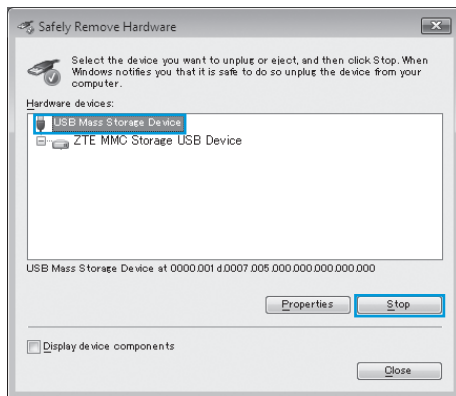 Safely Remove Hardware
Select the device you want to unplug or eject, and then click Stop. When
Windows notifies you that it is safe to do so unplug the device from your
computer.
Hardware devices:
USB Mass Storage Device
ZTE MMC Storage USB Device
USB Mass Storage Device at 0000.001 d.0007.005.000.000.000.000.000
Properties
Stop
Display device components
Close